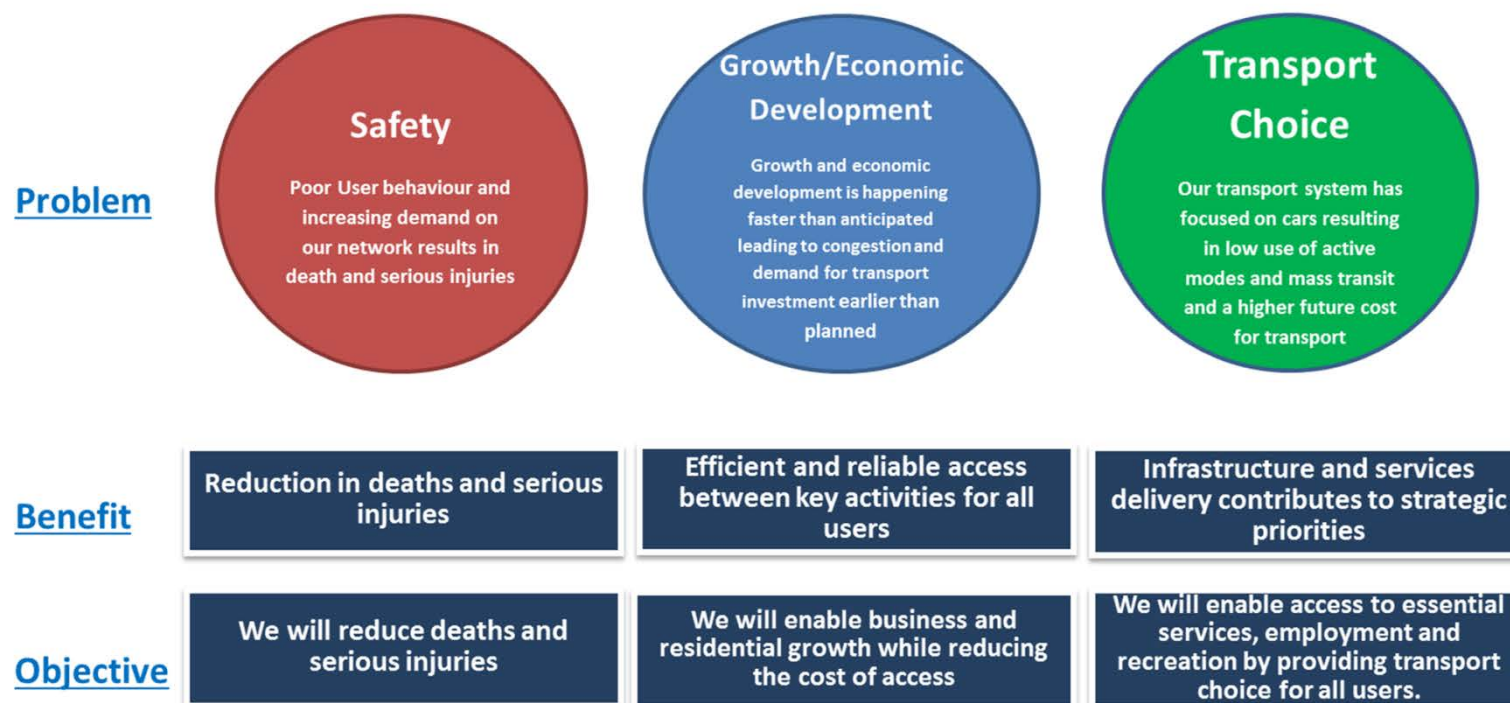 Problem
Safety
Poor User behaviour and
increasing demand on
our network results in
death and serious injuries
Growth/Economic
Development
Growth and economic
development is happening
faster than anticipated
leading to congestion and
demand for transport
investment earlier than
planned
Transport
Choice
Our transport system has
focused on cars resulting
in low use of active
modes and mass transit
and a higher future cost
for transport
Benefit
Reduction in deaths and serious
injuries
Efficient and reliable access
between key activities for all
users
Infrastructure and services
delivery contributes to strategic
priorities
Objective
We will reduce deaths and
serious injuries
We will enable business and
residential growth while reducing
the cost of access
We will enable access to essential
services, employment and
recreation by providing transport
choice for all users.